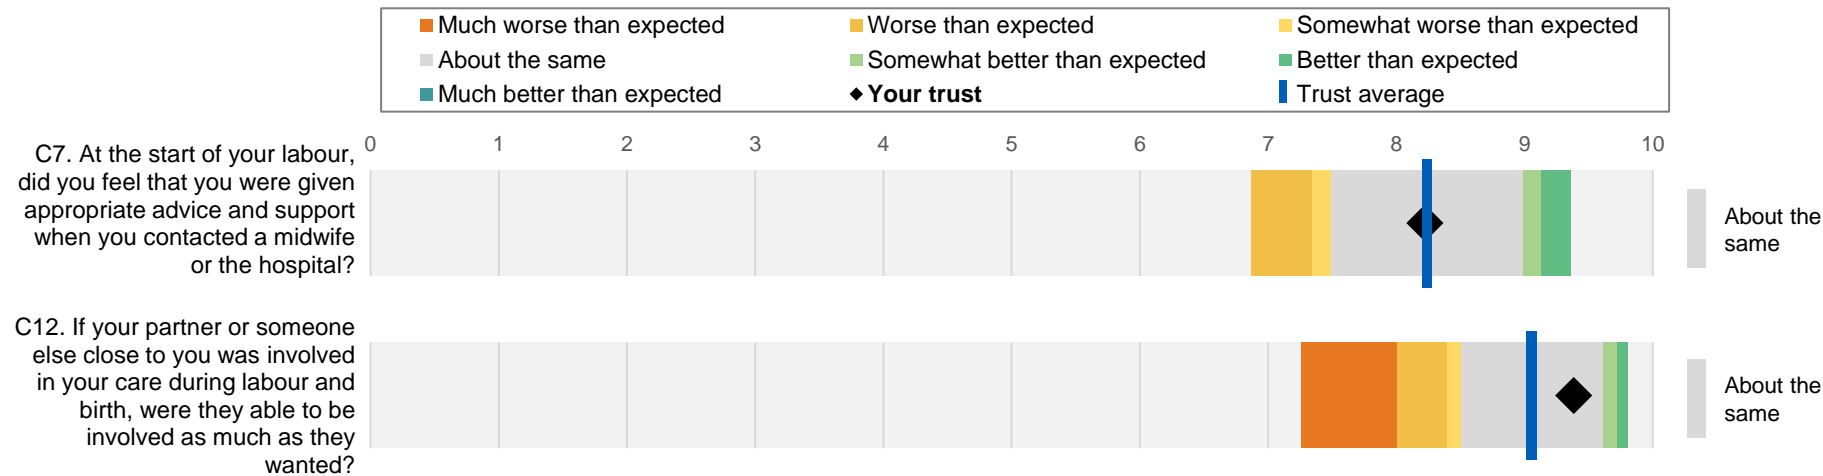 Much worse than expected
Worse than expected
Somewhat worse than expected
About the same
Somewhat better than expected
Better than expected
Much better than expected
Your trust
Trust average
0 1 2 3 4 5 6 7 8 9 10
C7. At the start of your labour,
did you feel that you were given
appropriate advice and support
when you contacted a midwife
or the hospital?
About the
same
C12. If your partner or someone
else close to you was involved
in your care during labour and
birth, were they able to be
involved as much as they
wanted?
About the
same